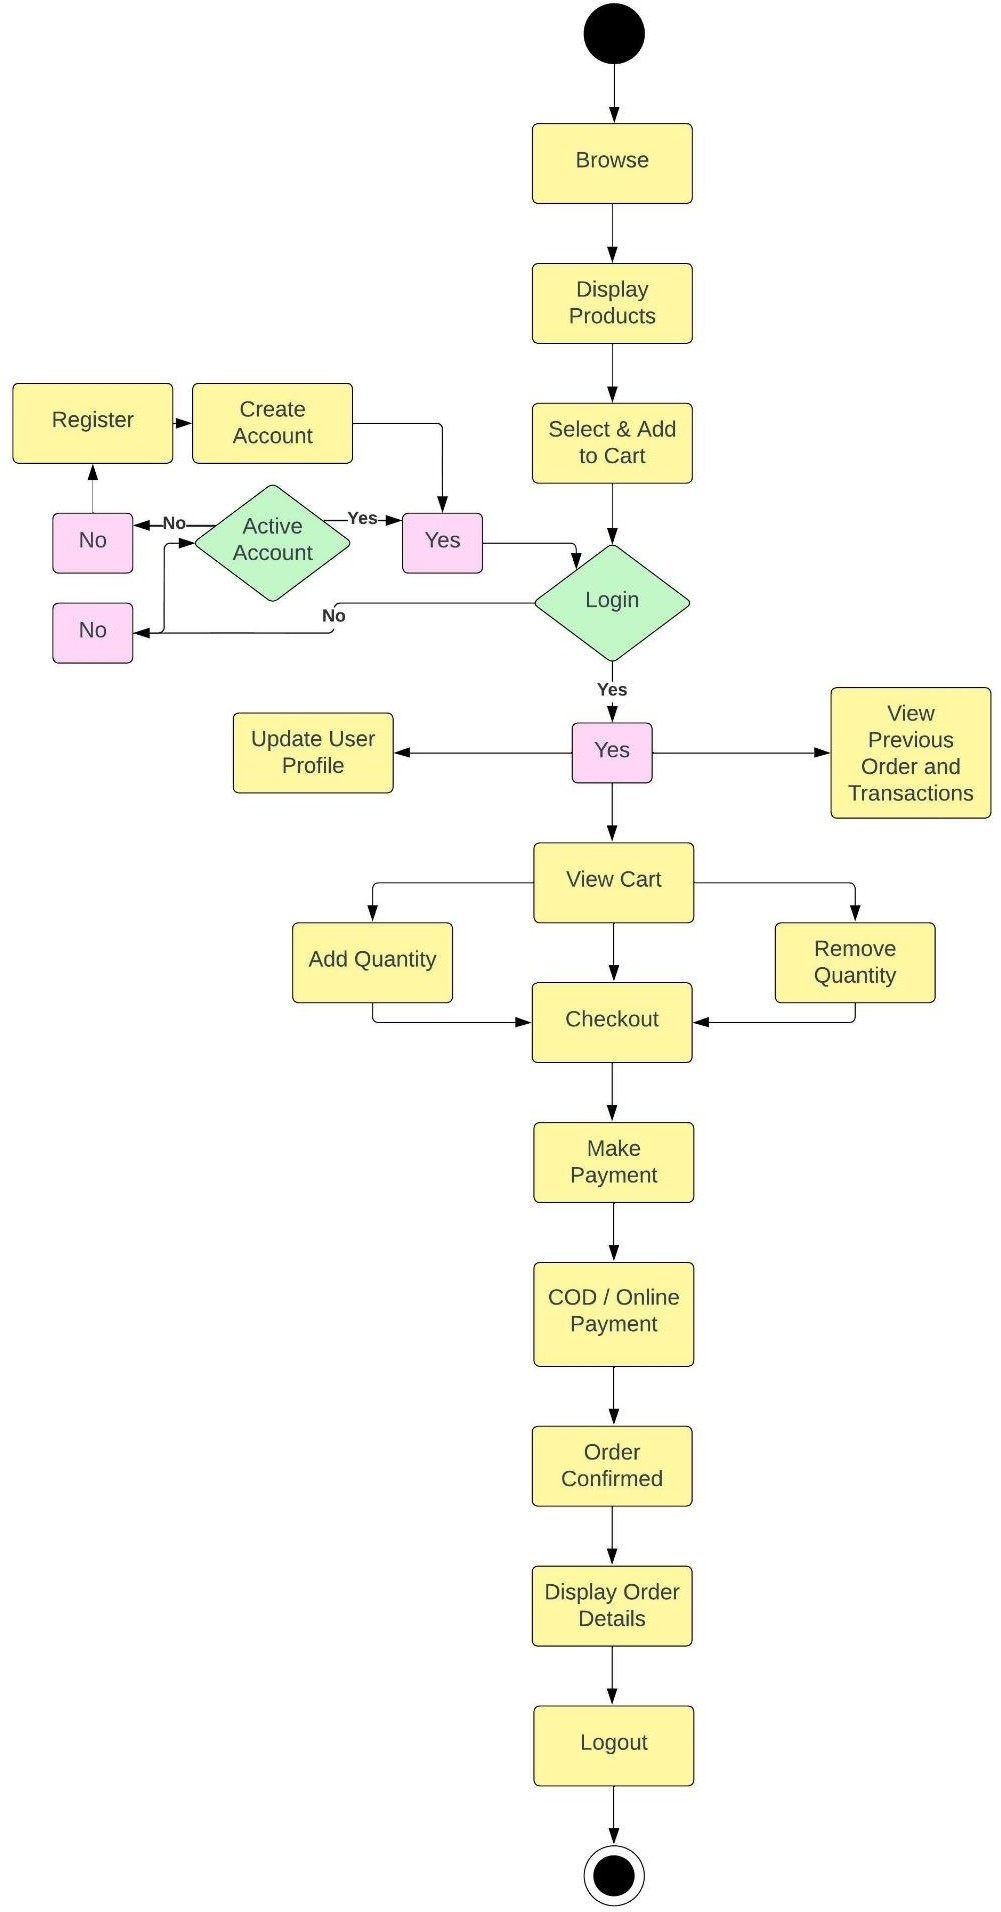 Browse
Display
Products
Select & Add
to Cart
Register
Create
Account
No
No
Active
Account
Yes
Yes
Login
No
No
Yes
Update User
Profile
Yes
View
Previous
Order and
Transactions
View Cart
Add Quantity
Remove
Quantity
Checkout
Make
Payment
COD / Online
Payment
Order
Confirmed
Display Order
Details
Logout